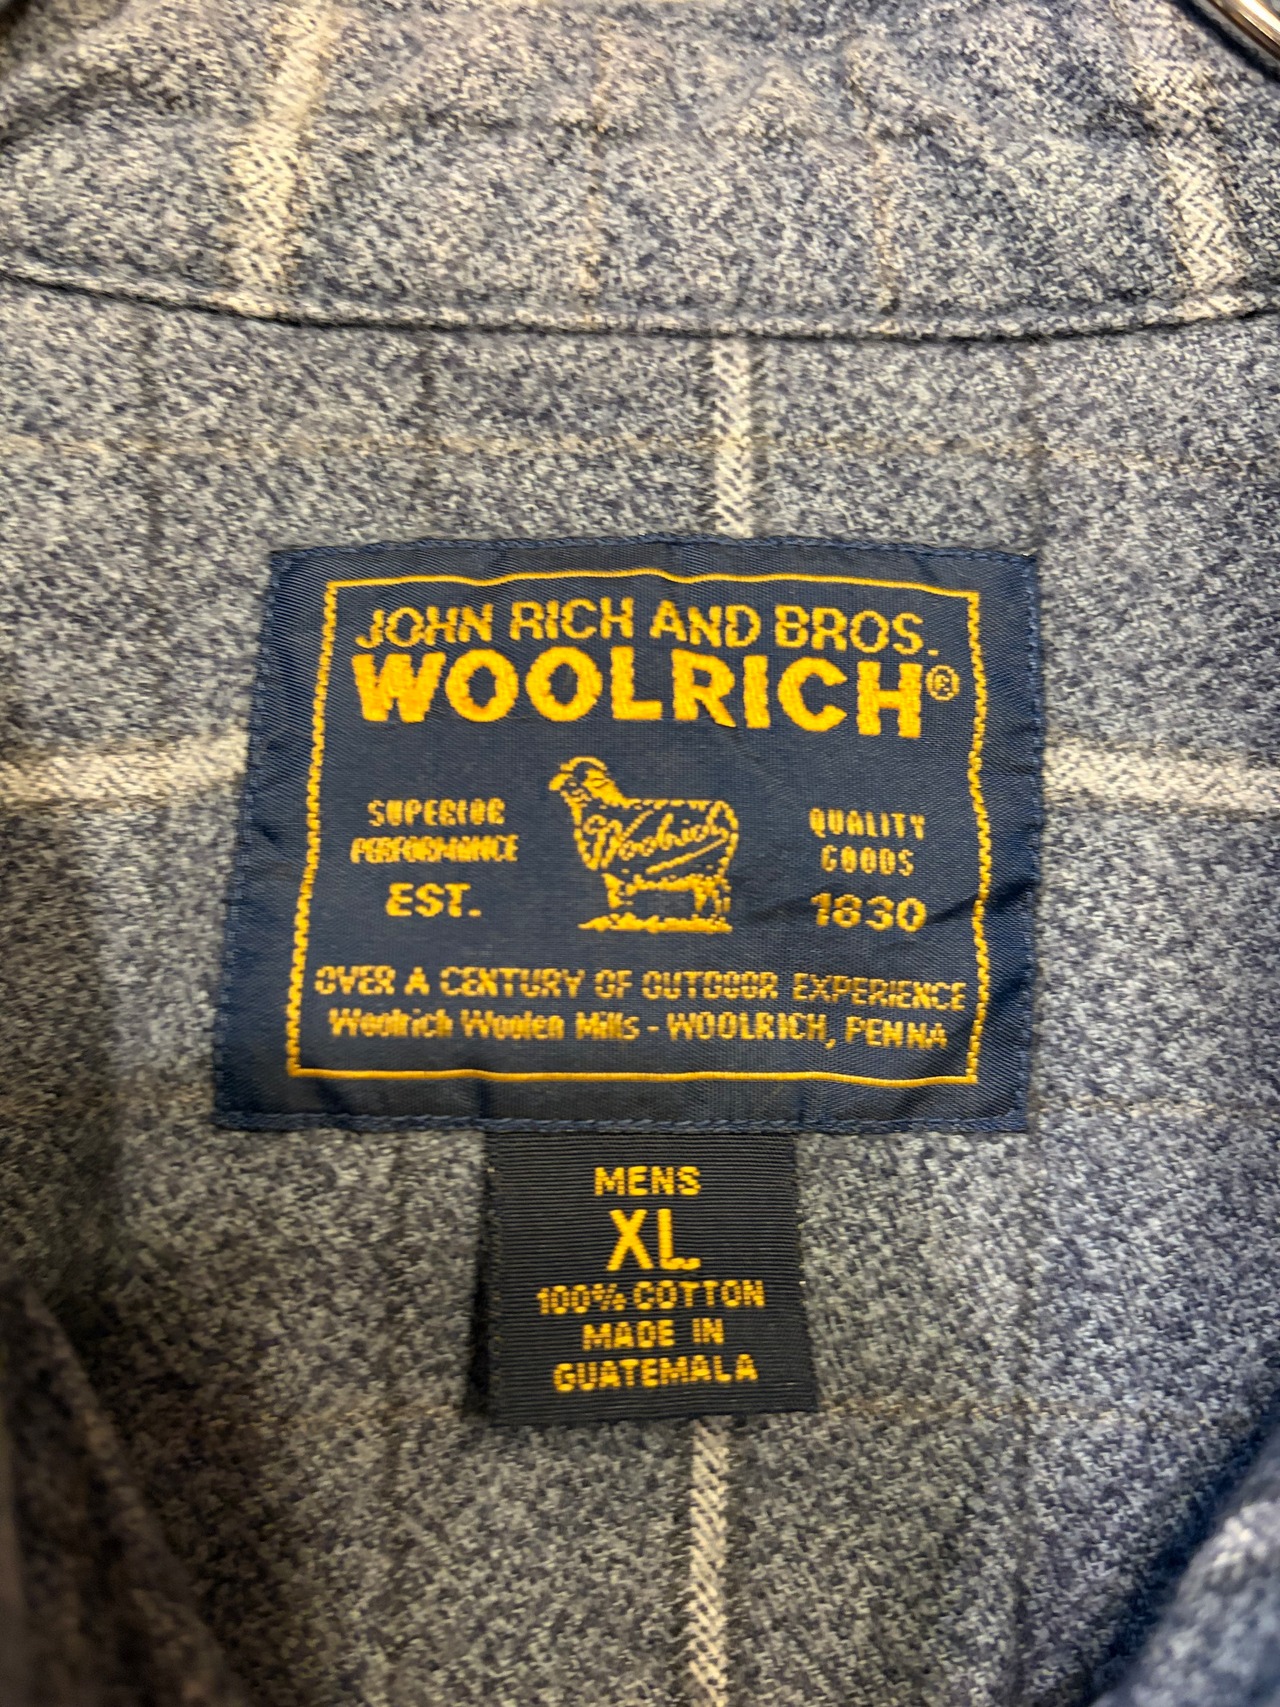 JOHN RICH AND BROS.
WOOLRICH®
Woolrich
SUPERIOR
PERFORMANCE
EST.
QUALITY
GOODS
1830
OVER A CENTURY OF OUTDOOR EXPERIENCE
Woolrich Woolen Mills - WOOLRICH, PENNA
MENS
XL
100% COTTON
MADE IN
GUATEMALA